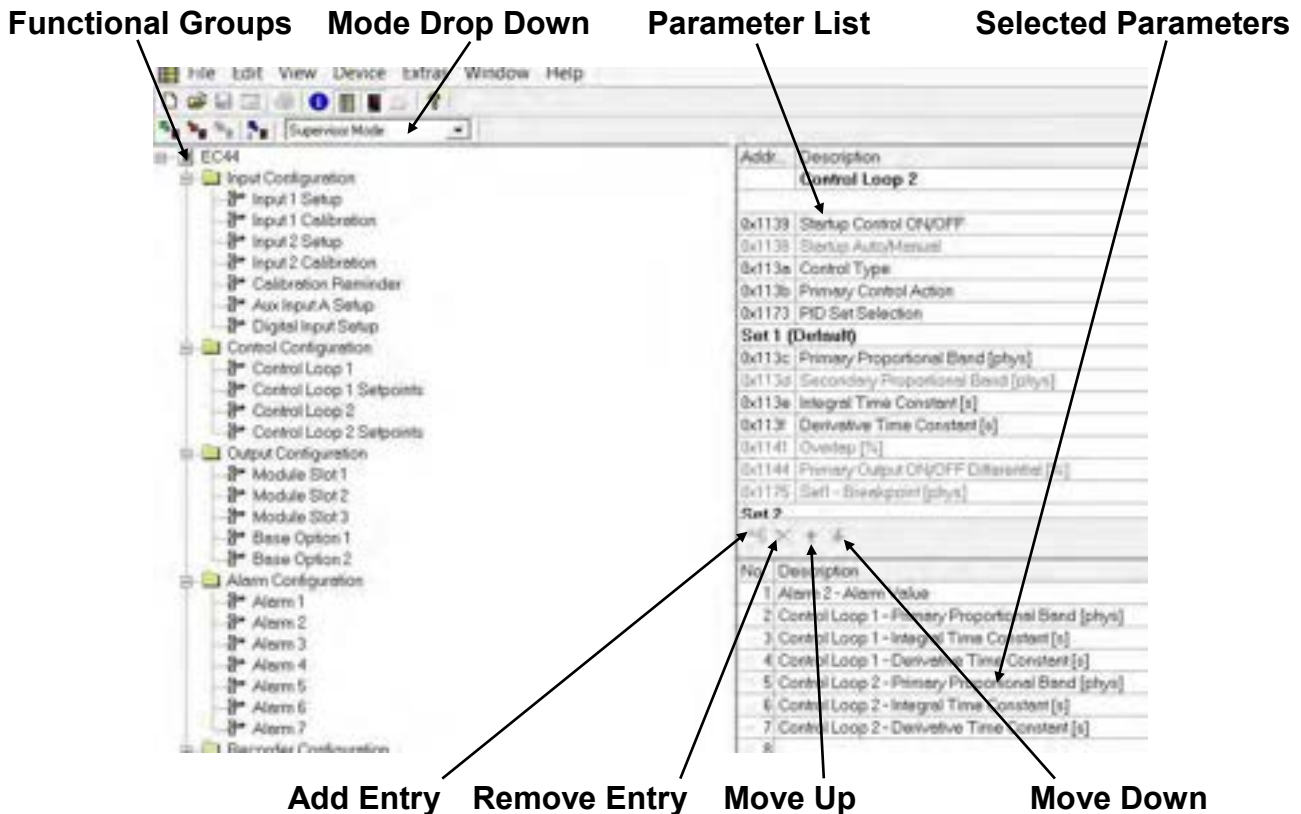 Functional Groups Mode Drop Down Parameter List Selected Parameters
File Edit View Device Extras Window Help
Supervisor Mode
EC44
Input Configuration
Input 1 Setup
Input 1 Calibration
Input 2 Setup
Input 2 Calibration
Calibration Reminder
Aux Input A Setup
Digital Input Setup
Control Configuration
Control Loop 1
Control Loop 1 Setpoints
Control Loop 2
Control Loop 2 Setpoints
Output Configuration
Module Slot 1
Module Slot 2
Module Slot 3
Base Option 1
Base Option 2
Alarm Configuration
Alarm 1
Alarm 2
Alarm 3
Alarm 4
Alarm 5
Alarm 6
Alarm 7
Recorder Configuration
Addr... Description
Control Loop 2
0x1139 Startup Control ON/OFF
0x1138 Startup Auto/Manual
0x113a Control Type
0x113b Primary Control Action
0x1173 PID Set Selection
Set 1 (Default)
0x113c Primary Proportional Band [phys]
0x113d Secondary Proportional Band [phys]
0x113e Integral Time Constant [s]
0x113f Derivative Time Constant [s]
0x1141 Overlap [%]
0x1144 Primary Output ON/OFF Differential [%]
0x1175 Set1 - Breakpoint [phys]
Set 2
No. Description
1 Alarm 2 - Alarm Value
2 Control Loop 1 - Primary Proportional Band [phys]
3 Control Loop 1 - Integral Time Constant [s]
4 Control Loop 1 - Derivative Time Constant [s]
5 Control Loop 2 - Primary Proportional Band [phys]
6 Control Loop 2 - Integral Time Constant [s]
7 Control Loop 2 - Derivative Time Constant [s]
8
Add Entry Remove Entry Move Up Move Down